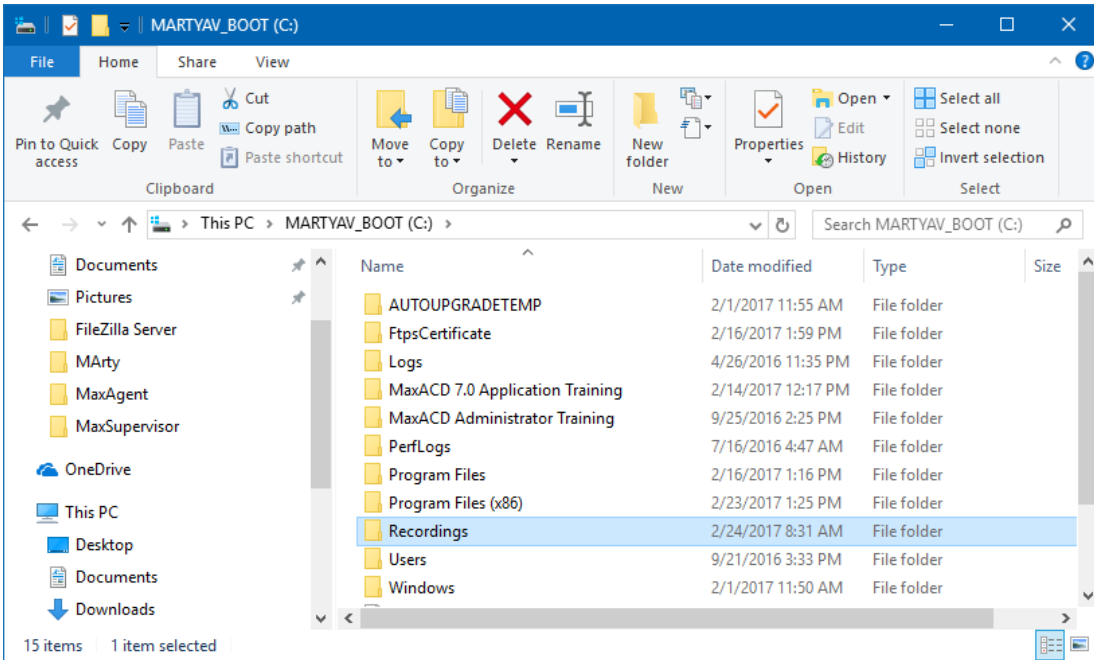 MARTYAV_BOOT (C:)
File Home Share View
Pin to Quick access
Copy
Paste
Cut
Copy path
Paste shortcut
Clipboard
Move to
Copy to
Delete
Rename
Organize
New folder
New
Properties
Open
Edit
History
Open
Select all
Select none
Invert selection
Select
This PC > MARTYAV_BOOT (C:) >
Search MARTYAV_BOOT (C:)
Documents
Pictures
FileZilla Server
MArty
MaxAgent
MaxSupervisor
OneDrive
This PC
Desktop
Documents
Downloads
Name Date modified Type Size
AUTOUPGRADETEMP 2/1/2017 11:55 AM File folder
FtpsCertificate 2/16/2017 1:59 PM File folder
Logs 4/26/2016 11:35 PM File folder
MaxACD 7.0 Application Training 2/14/2017 12:17 PM File folder
MaxACD Administrator Training 9/25/2016 2:25 PM File folder
PerfLogs 7/16/2016 4:47 AM File folder
Program Files 2/16/2017 1:16 PM File folder
Program Files (x86) 2/23/2017 1:25 PM File folder
Recordings 2/24/2017 8:31 AM File folder
Users 9/21/2016 3:33 PM File folder
Windows 2/1/2017 11:50 AM File folder
15 items 1 item selected